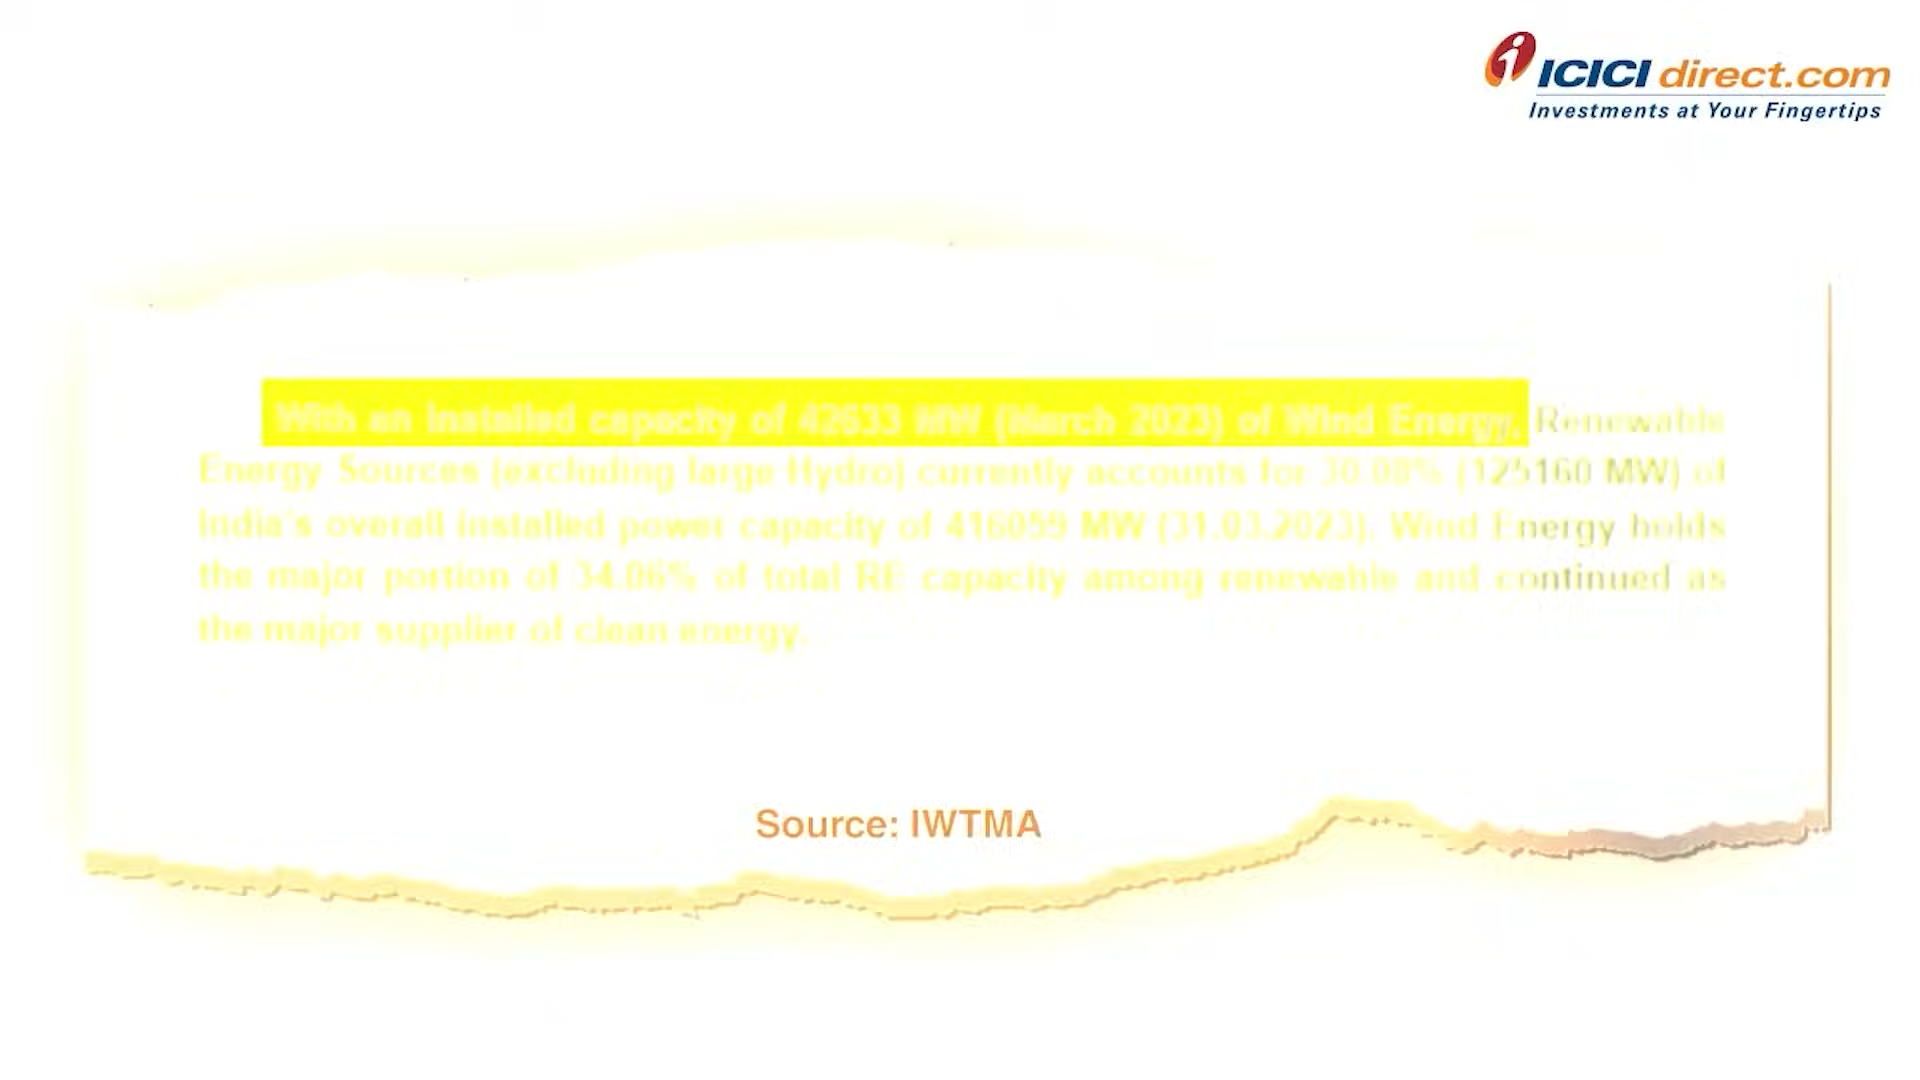 ICICI direct.com
Investments at Your Fingertips
With an installed capacity of 42633 MW (March 2023) of Wind Energy, Renewable
Energy Sources (excluding large Hydro) currently accounts for 30.08% (125160 MW) of
India's overall installed power capacity of 416059 MW (31.03.2023). Wind Energy holds
the major portion of 34.06% of total RE capacity among renewable and continued as
the major supplier of clean energy.
Source: IWTMA